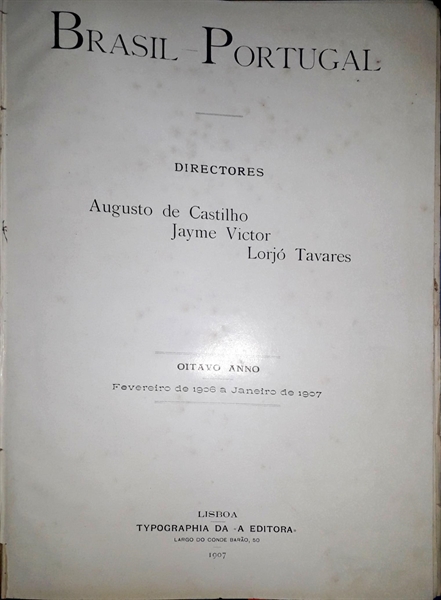 BRASIL-PORTUGAL
DIRECTORES
Augusto de Castilho
Jayme Victor
Lorjó Tavares
OITAVO ANNO
Fevereiro de 1906 a Janeiro de 1907
LISBOA
TYPOGRAPHIA DA «A EDITORA»
LARGO DO CONDE BARÃO, 50
1907